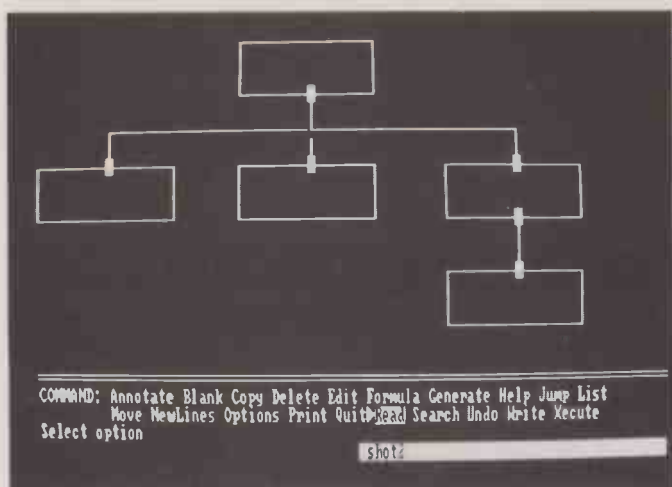 COMMAND: Annotate Blank Copy Delete Edit Formula Generate Help Jump List
Move NewLines Options Print Quit Read Search Undo Write Xecute
Select option